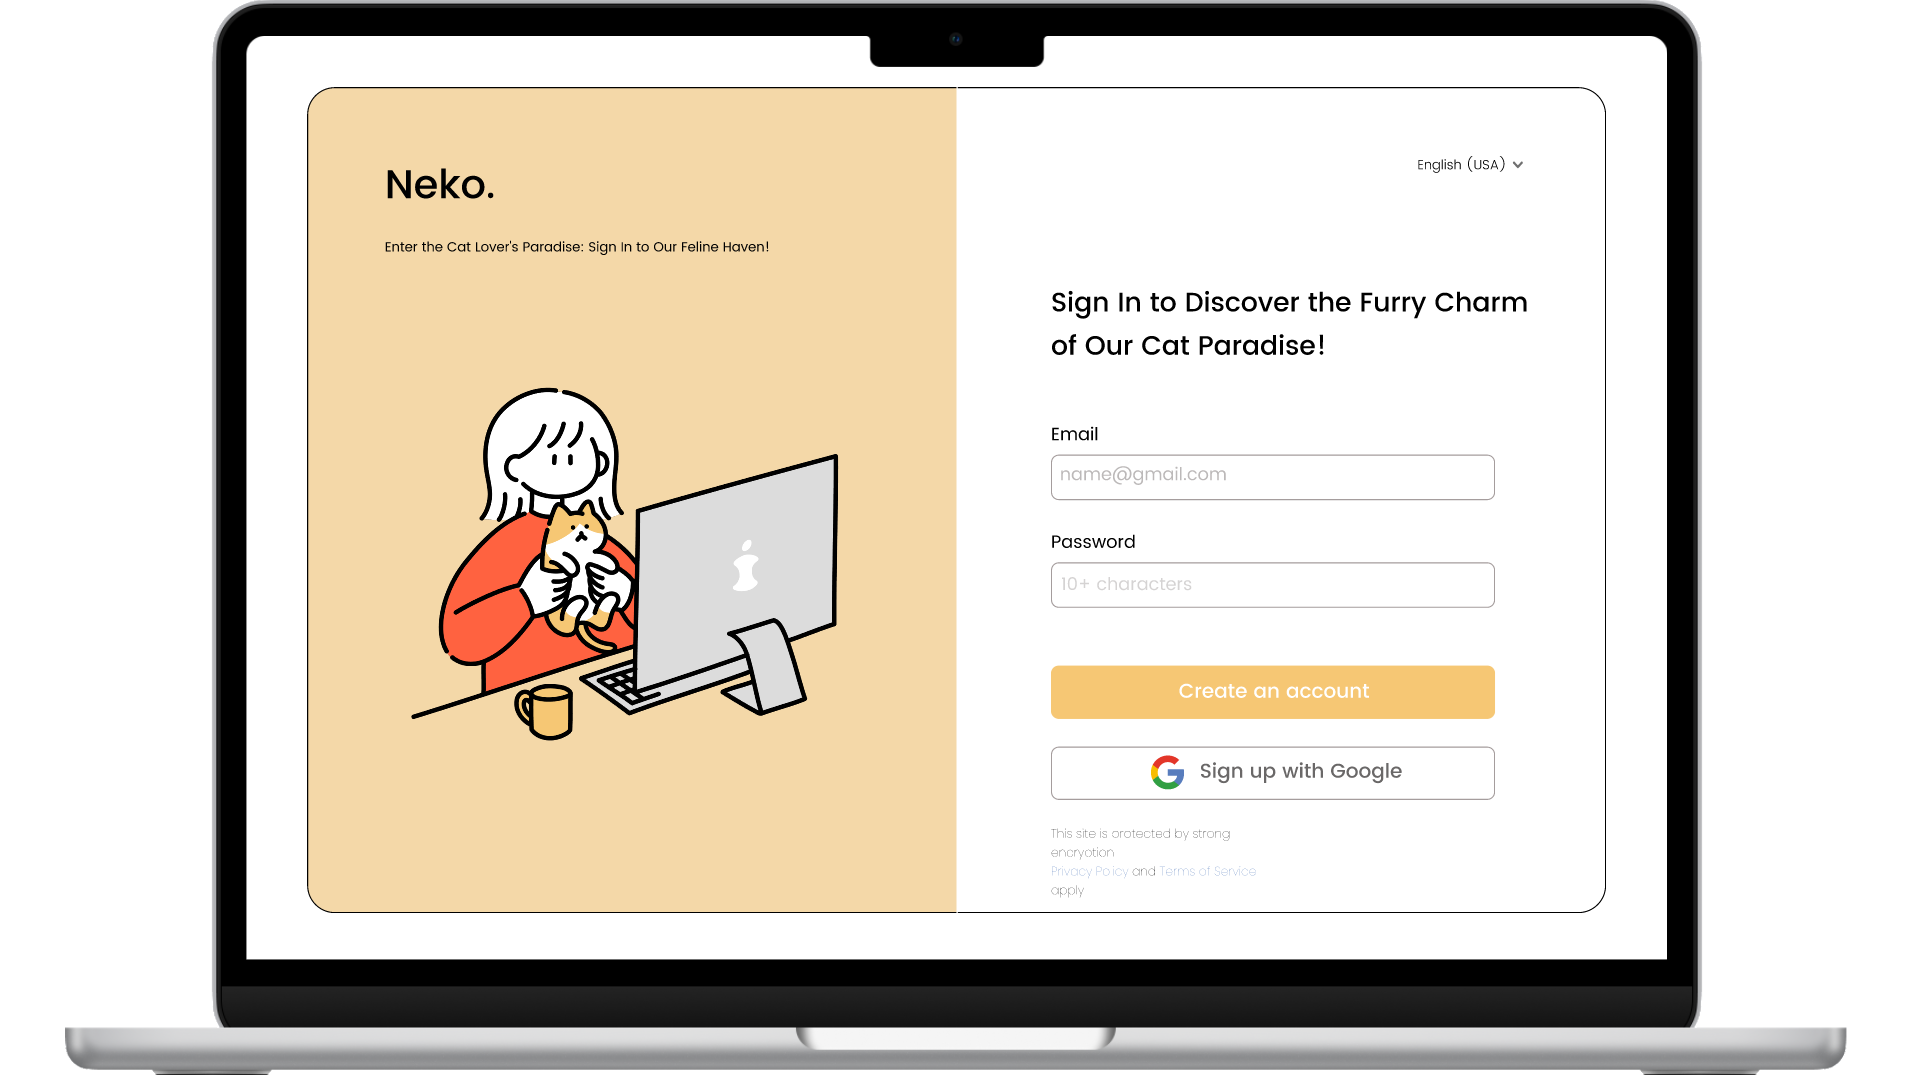 Neko.
Enter the Cat Lover's Paradise: Sign In to Our Feline Haven!
English (USA)
Sign In to Discover the Furry Charm
of Our Cat Paradise!
Email
name@gmail.com
Password
10+ characters
Create an account
Sign up with Google
This site is orotected by strong
encryotion
Privacy Policy and Terms of Service
apply